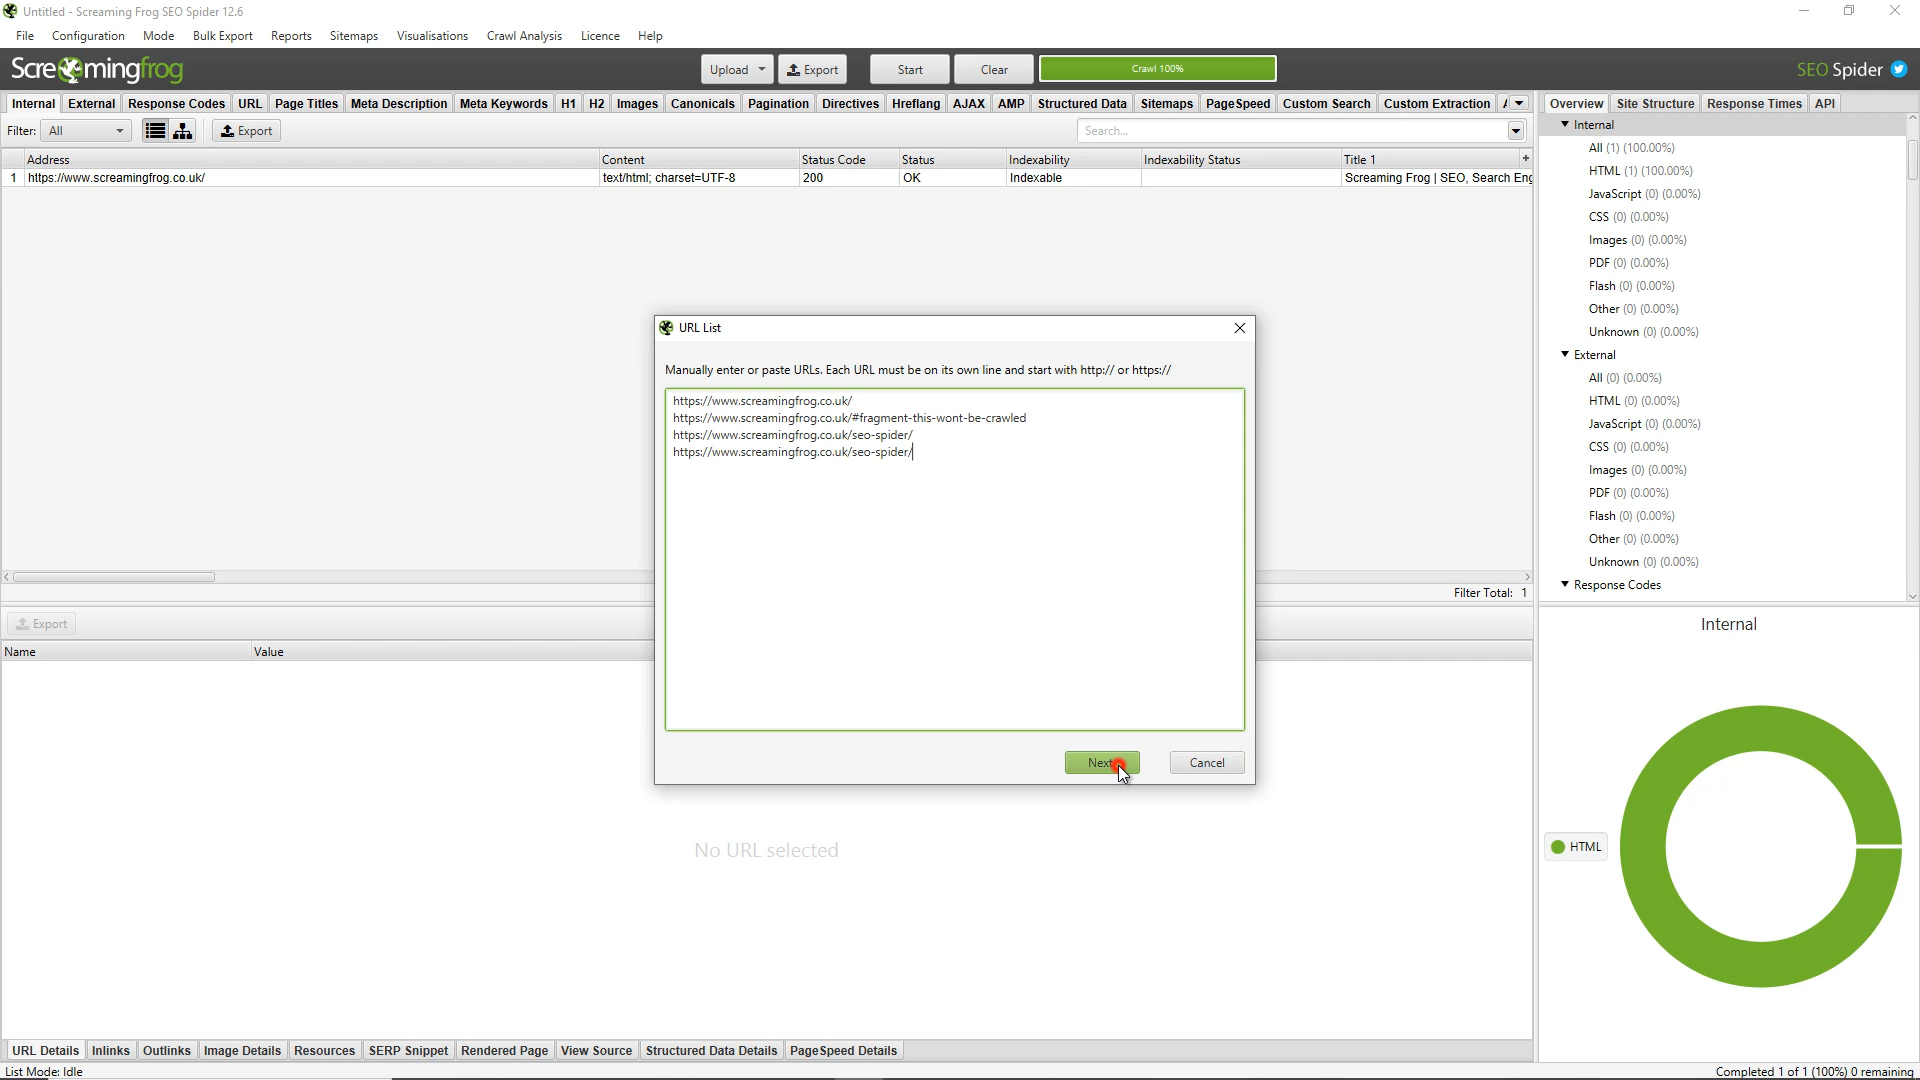 Untitled - Screaming Frog SEO Spider 12.6
File Configuration Mode Bulk Export Reports Sitemaps Visualisations Crawl Analysis Licence Help
Screamingfrog Upload Export Start Clear Crawl 100% SEO Spider
Internal External Response Codes URL Page Titles Meta Description Meta Keywords H1 H2 Images Canonicals Pagination Directives Hreflang AJAX AMP Structured Data Sitemaps PageSpeed Custom Search Custom Extraction
Filter: All Export Search...
Address Content Status Code Status Indexability Indexability Status Title 1 +
1 https://www.screamingfrog.co.uk/ text/html; charset=UTF-8 200 OK Indexable Screaming Frog | SEO, Search Eng
Filter Total: 1
Export
Name Value
No URL selected
URL List
Manually enter or paste URLs. Each URL must be on its own line and start with http:// or https://
https://www.screamingfrog.co.uk/
https://www.screamingfrog.co.uk/#fragment-this-wont-be-crawled
https://www.screamingfrog.co.uk/seo-spider/
https://www.screamingfrog.co.uk/seo-spider/
Next Cancel
Overview Site Structure Response Times API
Internal
All (1) (100.00%)
HTML (1) (100.00%)
JavaScript (0) (0.00%)
CSS (0) (0.00%)
Images (0) (0.00%)
PDF (0) (0.00%)
Flash (0) (0.00%)
Other (0) (0.00%)
Unknown (0) (0.00%)
External
All (0) (0.00%)
HTML (0) (0.00%)
JavaScript (0) (0.00%)
CSS (0) (0.00%)
Images (0) (0.00%)
PDF (0) (0.00%)
Flash (0) (0.00%)
Other (0) (0.00%)
Unknown (0) (0.00%)
Response Codes
Internal
HTML
URL Details Inlinks Outlinks Image Details Resources SERP Snippet Rendered Page View Source Structured Data Details PageSpeed Details
List Mode: Idle Completed 1 of 1 (100%) 0 remaining